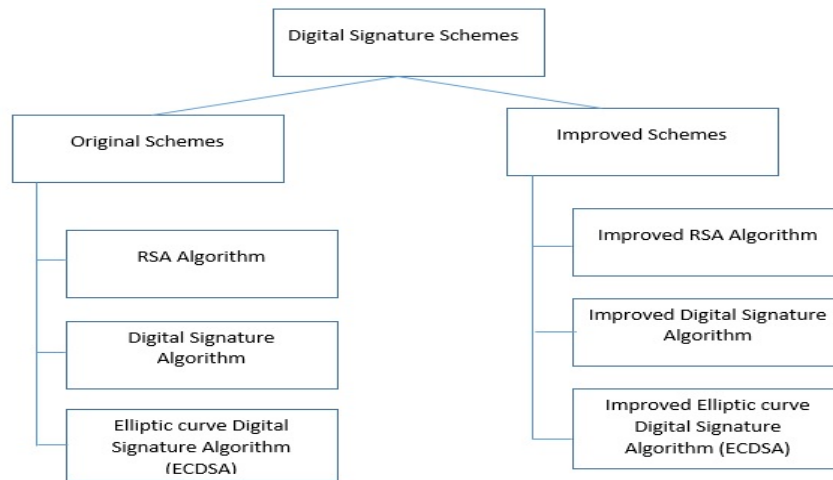 Digital Signature Schemes
Original Schemes
RSA Algorithm
Digital Signature
Algorithm
Elliptic curve Digital
Signature Algorithm
(ECDSA)
Improved Schemes
Improved RSA Algorithm
Improved Digital Signature
Algorithm
Improved Elliptic curve
Digital Signature
Algorithm (ECDSA)